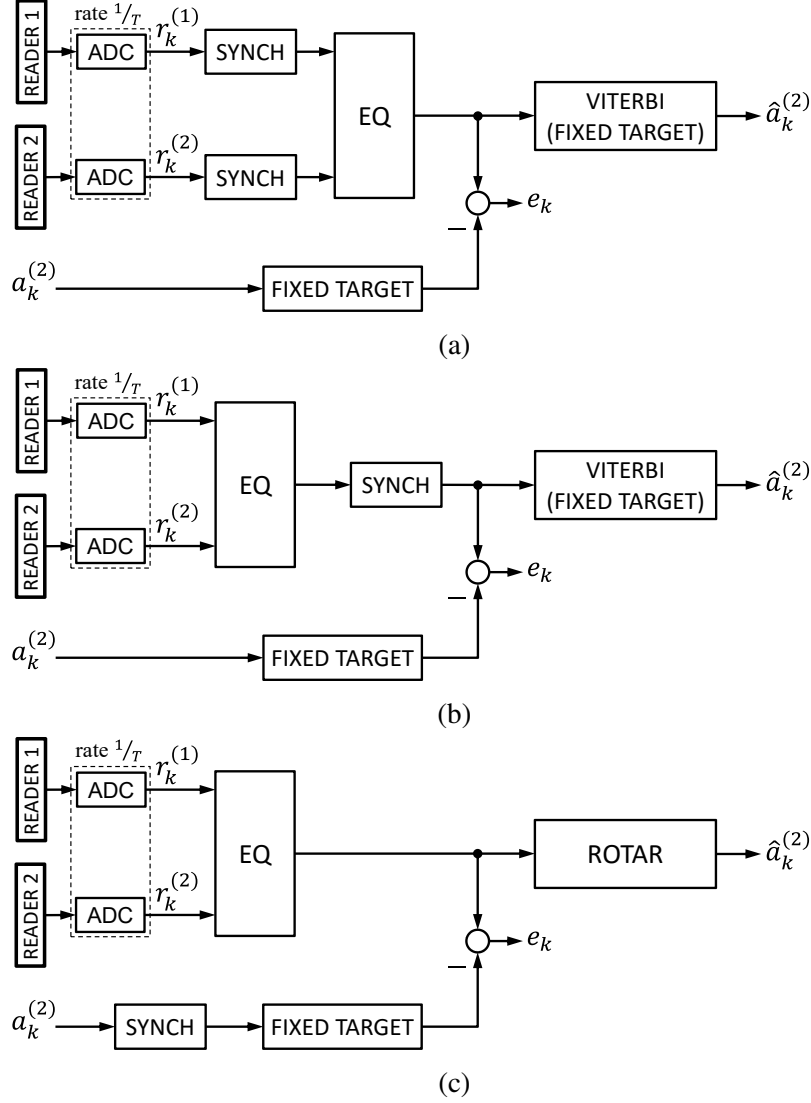 READER 1
rate 1/T
ADC
r_k^(1)
SYNCH
READER 2
ADC
r_k^(2)
SYNCH
EQ
VITERBI
(FIXED TARGET)
â_k^(2)
−
e_k
a_k^(2)
FIXED TARGET
(a)
READER 1
rate 1/T
ADC
r_k^(1)
READER 2
ADC
r_k^(2)
EQ
SYNCH
VITERBI
(FIXED TARGET)
â_k^(2)
−
e_k
a_k^(2)
FIXED TARGET
(b)
READER 1
rate 1/T
ADC
r_k^(1)
READER 2
ADC
r_k^(2)
EQ
ROTAR
â_k^(2)
−
e_k
a_k^(2)
SYNCH
FIXED TARGET
(c)